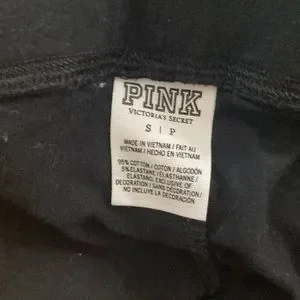 PINK
VICTORIA'S SECRET
S | P
MADE IN VIETNAM / FAIT AU
VIETNAM / HECHO EN VIETNAM
95% COTTON / COTON / ALGODÓN
5% ELASTANE / ÉLASTHANNE /
ELASTANO, EXCLUSIVE OF
DECORATION / SANS DÉCORATION /
NO INCLUYE LA DECORACIÓN